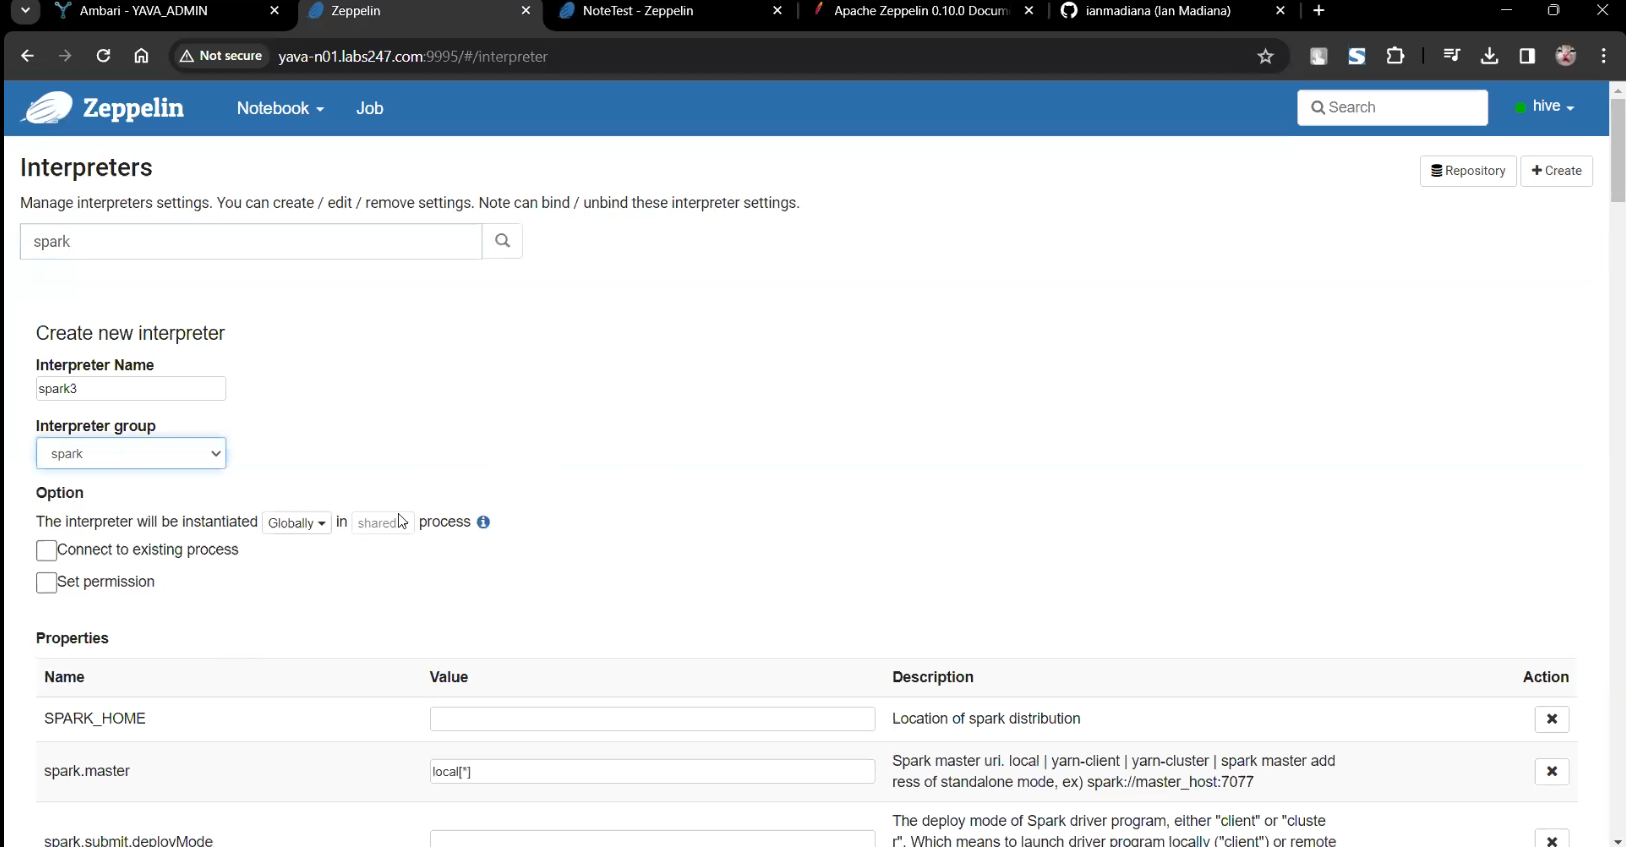 Ambari - YAVA_ADMIN
Zeppelin
NoteTest - Zeppelin
Apache Zeppelin 0.10.0 Docum
ianmadiana (Ian Madiana)
Not secure
yava-n01.labs247.com:9995/#/interpreter
Zeppelin
Notebook
Job
Search
hive
Interpreters
Repository
+ Create
Manage interpreters settings. You can create / edit / remove settings. Note can bind / unbind these interpreter settings.
spark
Create new interpreter
Interpreter Name
spark3
Interpreter group
spark
Option
The interpreter will be instantiated Globally in shared process
Connect to existing process
Set permission
Properties
Name Value Description Action
SPARK_HOME Location of spark distribution
spark.master local[*] Spark master uri. local | yarn-client | yarn-cluster | spark master add
ress of standalone mode, ex) spark://master_host:7077
The deploy mode of Spark driver program, either "client" or "cluste
spark.submit.deployMode r". Which means to launch driver program locally ("client") or remote